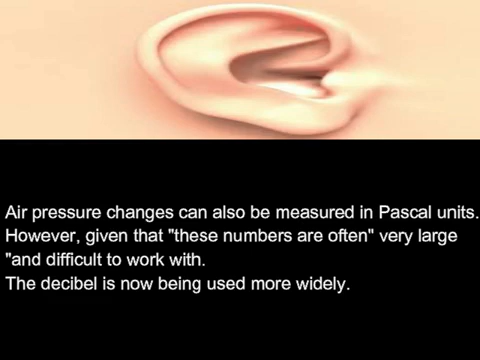 Air pressure changes can also be measured in Pascal units.
However, given that "these numbers are often" very large
"and difficult to work with.
The decibel is now being used more widely.